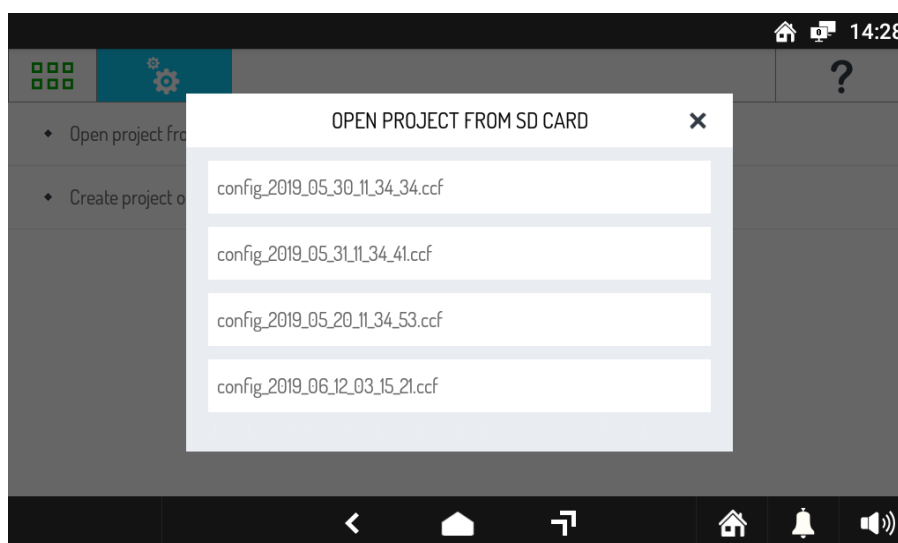 14:28
?
OPEN PROJECT FROM SD CARD
Open project fro
Create project o
config_2019_05_30_11_34_34.ccf
config_2019_05_31_11_34_41.ccf
config_2019_05_20_11_34_53.ccf
config_2019_06_12_03_15_21.ccf